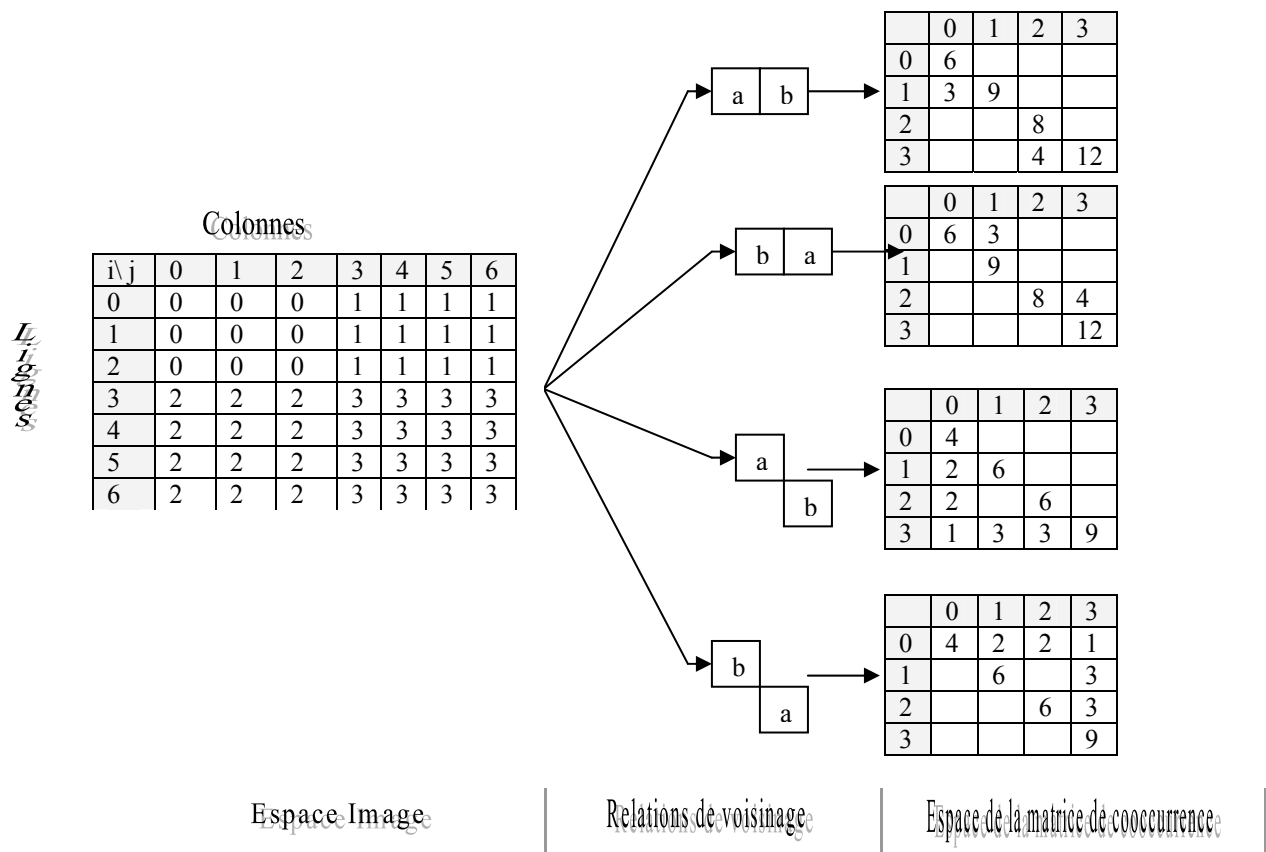 Colonnes
Lignes
i\ j 0 1 2 3 4 5 6
0 0 0 0 1 1 1 1
1 0 0 0 1 1 1 1
2 0 0 0 1 1 1 1
3 2 2 2 3 3 3 3
4 2 2 2 3 3 3 3
5 2 2 2 3 3 3 3
6 2 2 2 3 3 3 3
a b
0 1 2 3
0 6
1 3 9
2 8
3 4 12
b a
0 1 2 3
0 6 3
1 9
2 8 4
3 12
a
b
0 1 2 3
0 4
1 2 6
2 2 6
3 1 3 3 9
b
a
0 1 2 3
0 4 2 2 1
1 6 3
2 6 3
3 9
Espace Image
Relations de voisinage
Espace de la matrice de cooccurrence